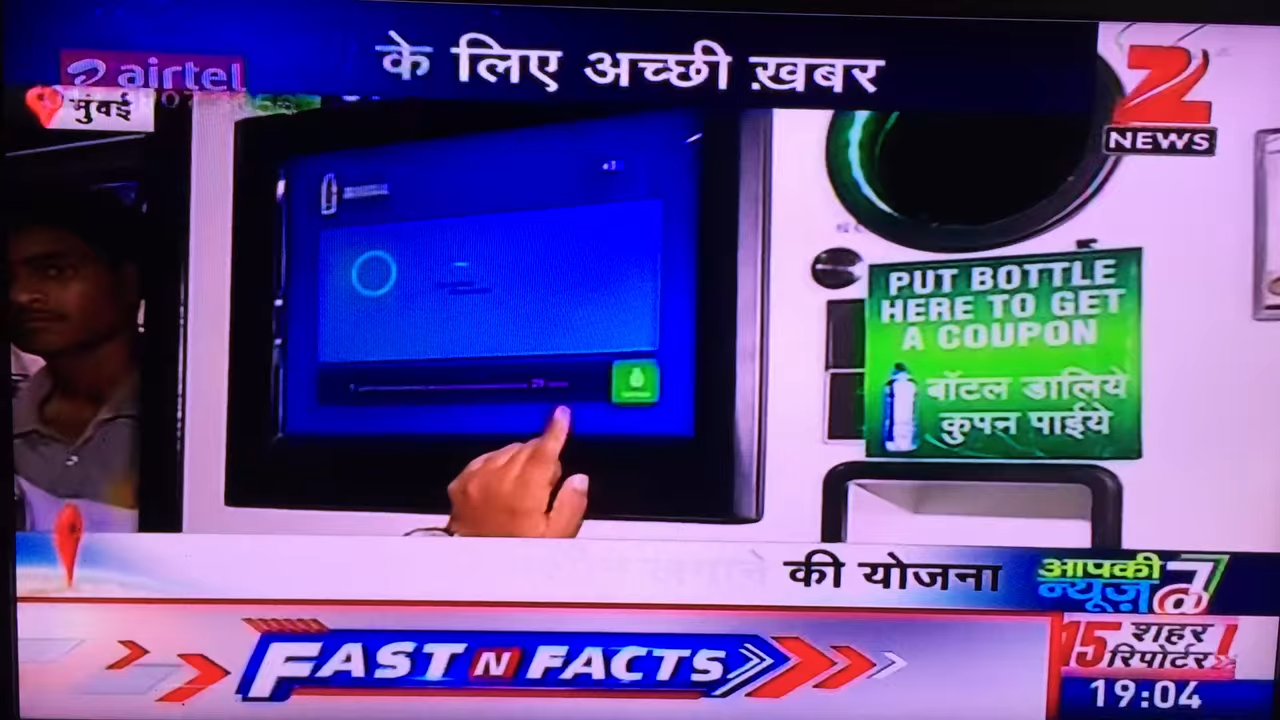 airtel
के लिए अच्छी ख़बर
मुंबई
Z
NEWS
PUT BOTTLE
HERE TO GET
A COUPON
बॉटल डालिये
कुपन पाईये
की योजना
आपकी
न्यूज़@7
FAST N FACTS
15 शहर
रिपोर्टर
19:04